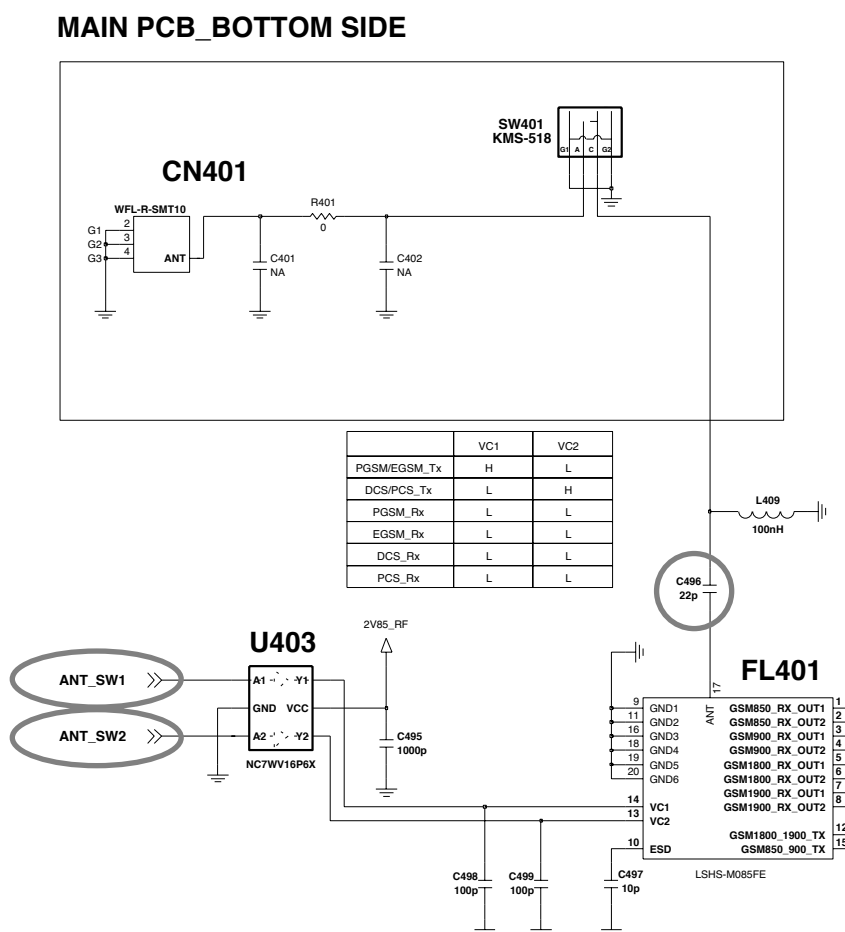 MAIN PCB_BOTTOM SIDE
SW401
KMS-518
G1 A C G2
CN401
WFL-R-SMT10
R401
0
G1 2
G2 3
G3 4
ANT
C401
NA
C402
NA
VC1 VC2
PGSM/EGSM_Tx H L
DCS/PCS_Tx L H
PGSM_Rx L L
EGSM_Rx L L
DCS_Rx L L
PCS_Rx L L
L409
100nH
C496
22p
2V85_RF
U403
FL401
ANT_SW1
A1 Y1
GND VCC
ANT_SW2
A2 Y2
NC7WV16P6X
C495
1000p
17
ANT
9 GND1 GSM850_RX_OUT1 1
11 GND2 GSM850_RX_OUT2 2
16 GND3 GSM900_RX_OUT1 3
18 GND4 GSM900_RX_OUT2 4
19 GND5 GSM1800_RX_OUT1 5
20 GND6 GSM1800_RX_OUT2 6
GSM1900_RX_OUT1 7
GSM1900_RX_OUT2 8
14 VC1
13 VC2
GSM1800_1900_TX 12
10 ESD GSM850_900_TX 15
LSHS-M085FE
C498
100p
C499
100p
C497
10p